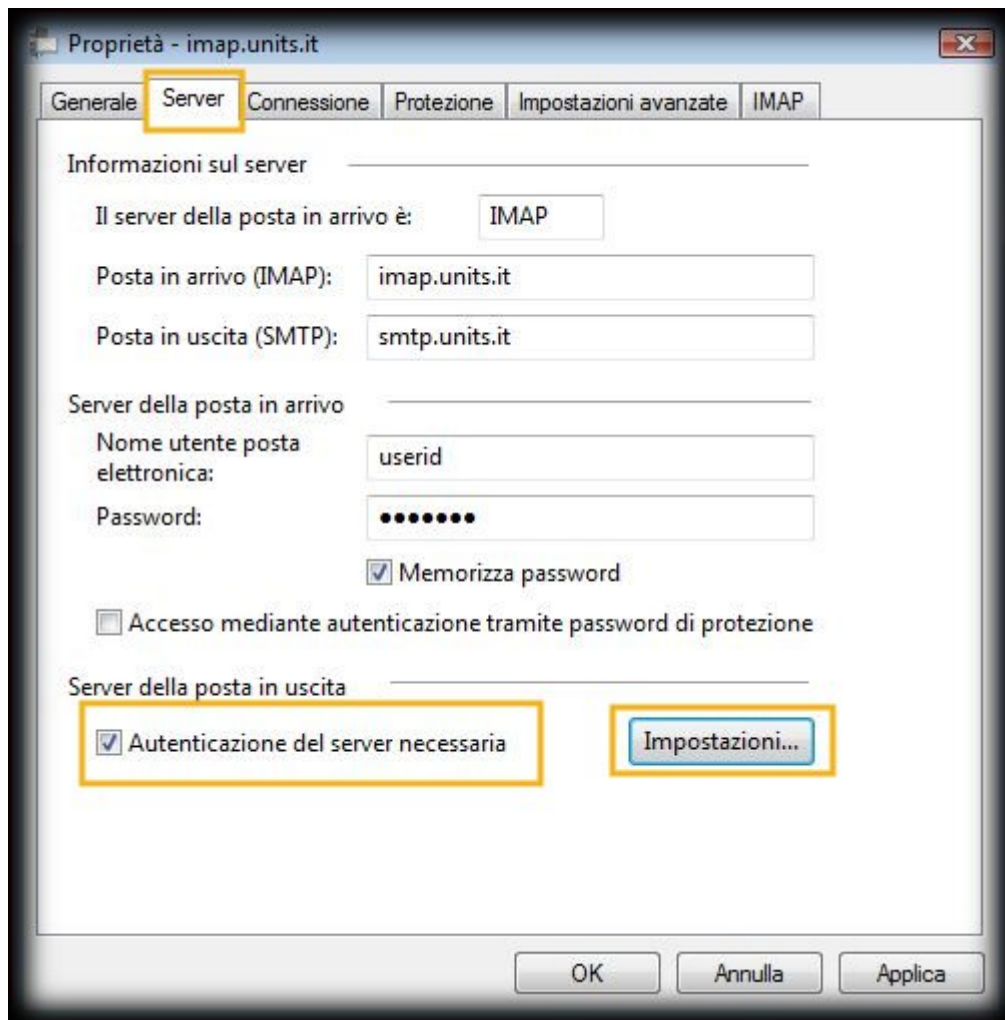 Proprietà - imap.units.it
Generale Server Connessione Protezione Impostazioni avanzate IMAP
Informazioni sul server
Il server della posta in arrivo è: IMAP
Posta in arrivo (IMAP): imap.units.it
Posta in uscita (SMTP): smtp.units.it
Server della posta in arrivo
Nome utente posta
elettronica: userid
Password: •••••••
Memorizza password
Accesso mediante autenticazione tramite password di protezione
Server della posta in uscita
Autenticazione del server necessaria Impostazioni...
OK Annulla Applica